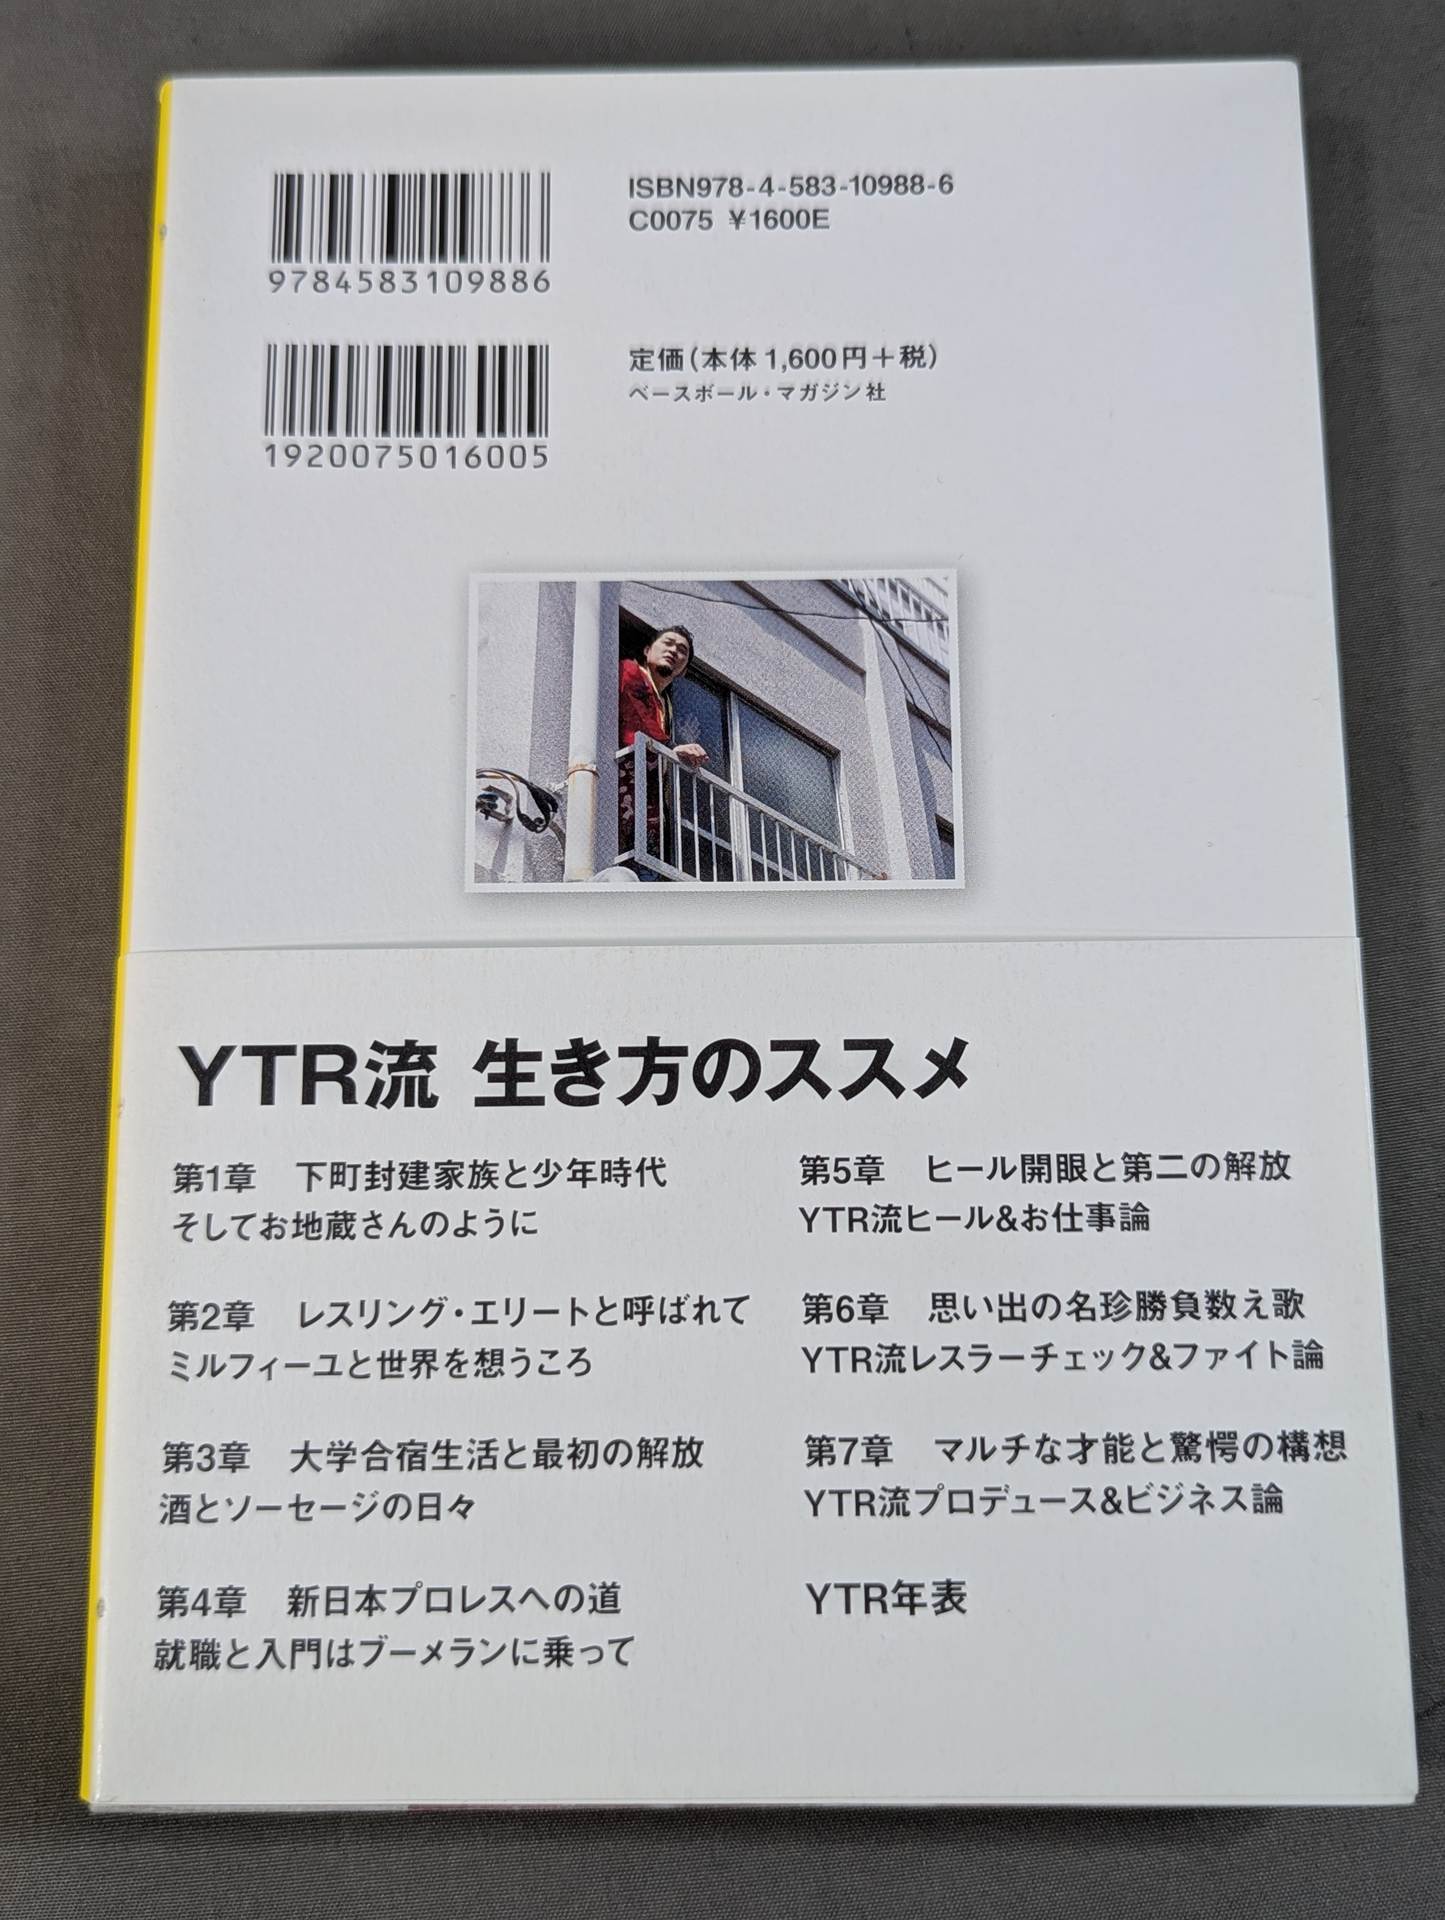 9784583109886
ISBN978-4-583-10988-6
C0075 ¥1600E
1920075016005
定価(本体1,600円+税)
ベースボール・マガジン社
YTR流 生き方のススメ
第1章 下町封建家族と少年時代
そしてお地蔵さんのように
第2章 レスリング・エリートと呼ばれて
ミルフィーユと世界を想うころ
第3章 大学合宿生活と最初の解放
酒とソーセージの日々
第4章 新日本プロレスへの道
就職と入門はブーメランに乗って
第5章 ヒール開眼と第二の解放
YTR流ヒール&お仕事論
第6章 思い出の名珍勝負数え歌
YTR流レスラーチェック&ファイト論
第7章 マルチな才能と驚愕の構想
YTR流プロデュース&ビジネス論
YTR年表